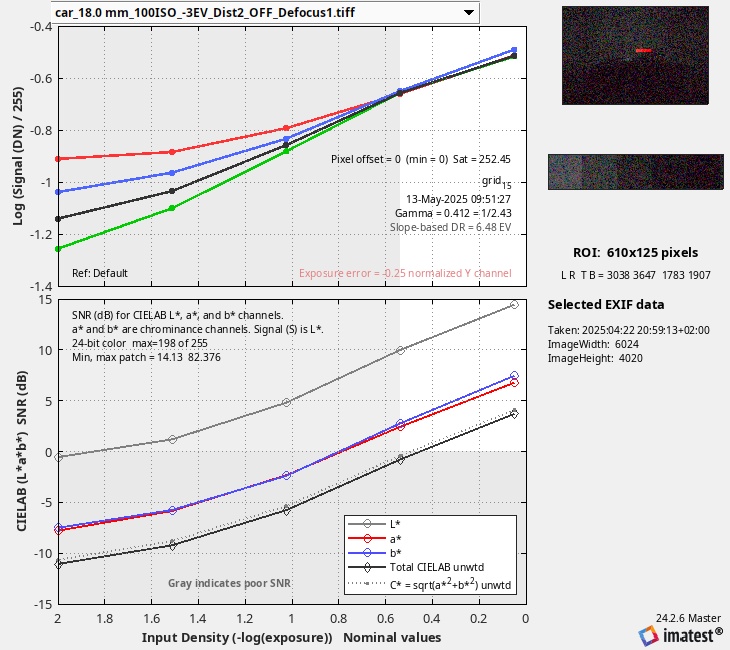 car_18.0 mm_100ISO_-3EV_Dist2_OFF_Defocus1.tiff
-0.4
-0.6
-0.8
-1
-1.2
-1.4
Log (Signal (DN) / 255)
Pixel offset = 0 (min = 0) Sat = 252.45
grid15
13-May-2025 09:51:27
Gamma = 0.412 = 1/2.43
Slope-based DR = 6.48 EV
Ref: Default
Exposure error = -0.25 normalized Y channel
ROI: 610x125 pixels
L R T B = 3038 3647 1783 1907
Selected EXIF data
Taken: 2025:04:22 20:59:13+02:00
ImageWidth: 6024
ImageHeight: 4020
15
10
5
0
-5
-10
-15
CIELAB (L*a*b*) SNR (dB)
SNR (dB) for CIELAB L*, a*, and b* channels.
a* and b* are chrominance channels. Signal (S) is L*.
24-bit color max=198 of 255
Min, max patch = 14.13 82.376
L*
a*
b*
Total CIELAB unwtd
C* = sqrt(a*2+b*2) unwtd
Gray indicates poor SNR
2 1.8 1.6 1.4 1.2 1 0.8 0.6 0.4 0.2 0
Input Density (-log(exposure)) Nominal values
24.2.6 Master
imatest®